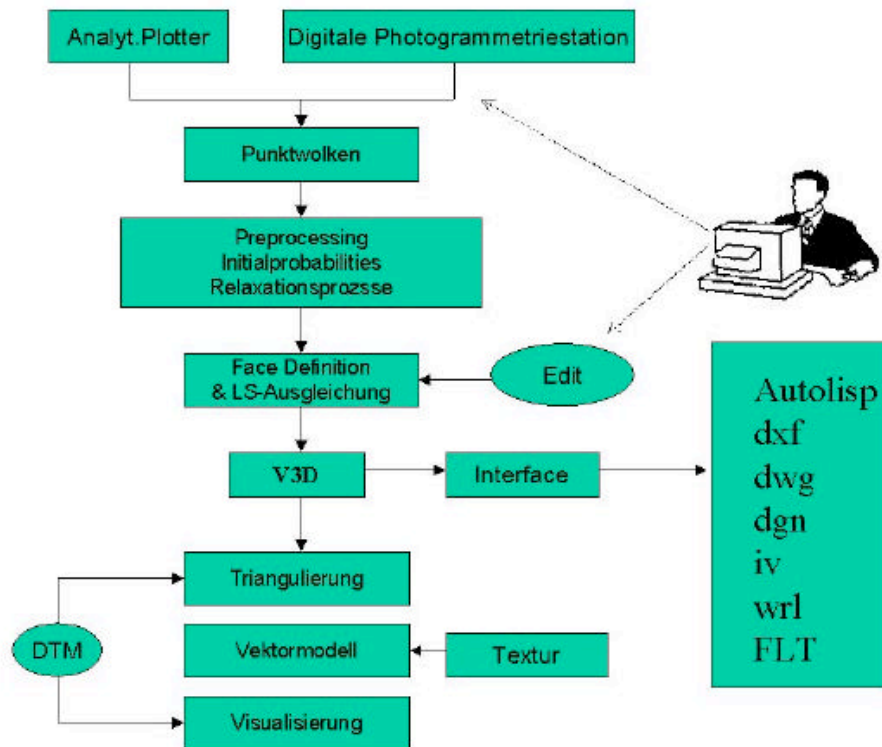 Analyt.Plotter
Digitale Photogrammetriestation
Punktwolken
Preprocessing
Initialprobabilities
Relaxationsprozsse
Face Definition
& LS-Ausgleichung
Edit
V3D
Interface
Autolisp
dxf
dwg
dgn
iv
wrl
FLT
Triangulierung
DTM
Vektormodell
Textur
Visualisierung